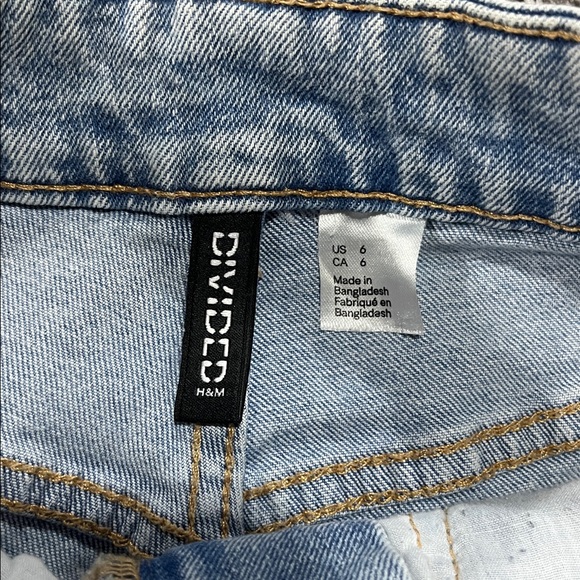 DIVIDED
H&M
US 6
CA 6
Made in
Bangladesh
Fabriqué en
Bangladesh